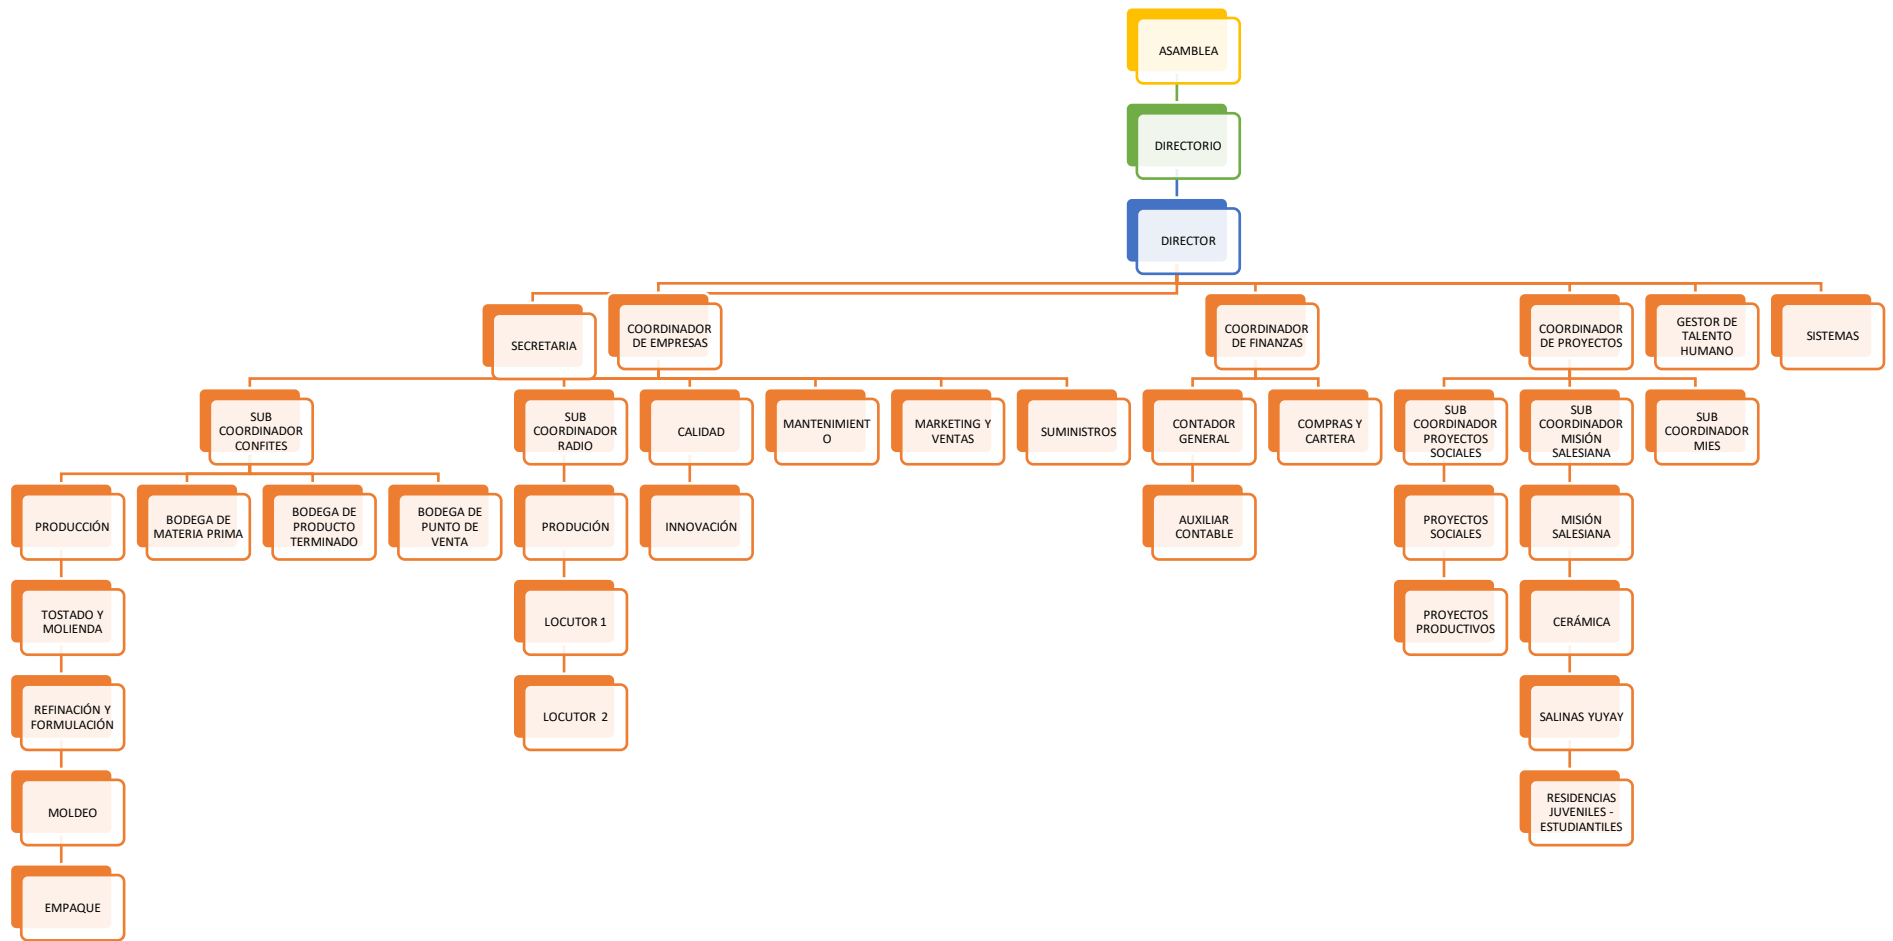 ASAMBLEA
DIRECTORIO
DIRECTOR
SECRETARIA
COORDINADOR
DE EMPRESAS
COORDINADOR
DE FINANZAS
COORDINADOR
DE PROYECTOS
GESTOR DE
TALENTO
HUMANO
SISTEMAS
SUB
COORDINADOR
CONFITES
SUB
COORDINADOR
RADIO
CALIDAD
MANTENIMIENT
O
MARKETING Y
VENTAS
SUMINISTROS
CONTADOR
GENERAL
COMPRAS Y
CARTERA
SUB
COORDINADOR
PROYECTOS
SOCIALES
SUB
COORDINADOR
MISIÓN
SALESIANA
SUB
COORDINADOR
MIES
PRODUCCIÓN
BODEGA DE
MATERIA PRIMA
BODEGA DE
PRODUCTO
TERMINADO
BODEGA DE
PUNTO DE
VENTA
PRODUCIÓN
INNOVACIÓN
AUXILIAR
CONTABLE
PROYECTOS
SOCIALES
MISIÓN
SALESIANA
TOSTADO Y
MOLIENDA
LOCUTOR 1
PROYECTOS
PRODUCTIVOS
CERÁMICA
REFINACIÓN Y
FORMULACIÓN
LOCUTOR 2
SALINAS YUYAY
MOLDEO
RESIDENCIAS
JUVENILES -
ESTUDIANTILES
EMPAQUE